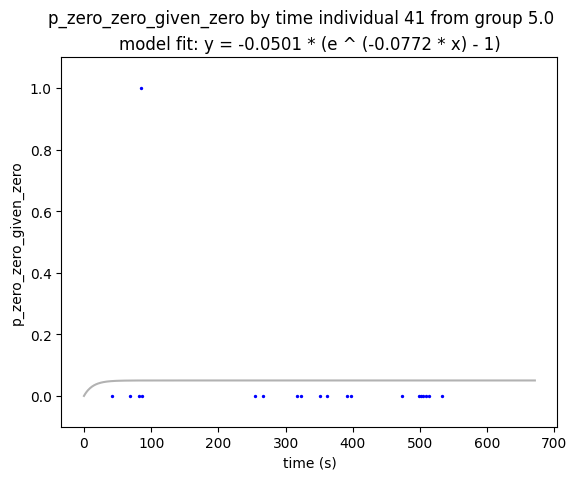 p_zero_zero_given_zero by time individual 41 from group 5.0
model fit: y = -0.0501 * (e ^ (-0.0772 * x) - 1)
p_zero_zero_given_zero
1.0
0.8
0.6
0.4
0.2
0.0
0 100 200 300 400 500 600 700
time (s)